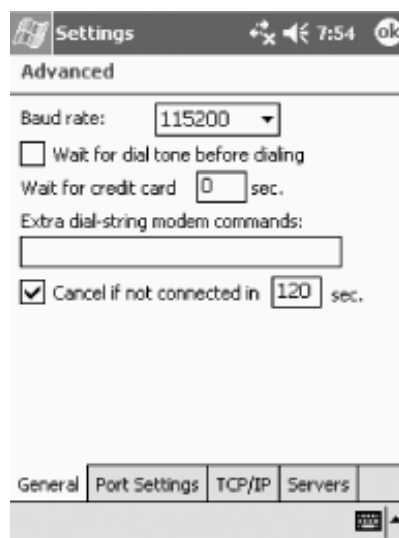 Settings 7:54 ok
Advanced
Baud rate: 115200
Wait for dial tone before dialing
Wait for credit card 0 sec.
Extra dial-string modem commands:
Cancel if not connected in 120 sec.
General Port Settings TCP/IP Servers